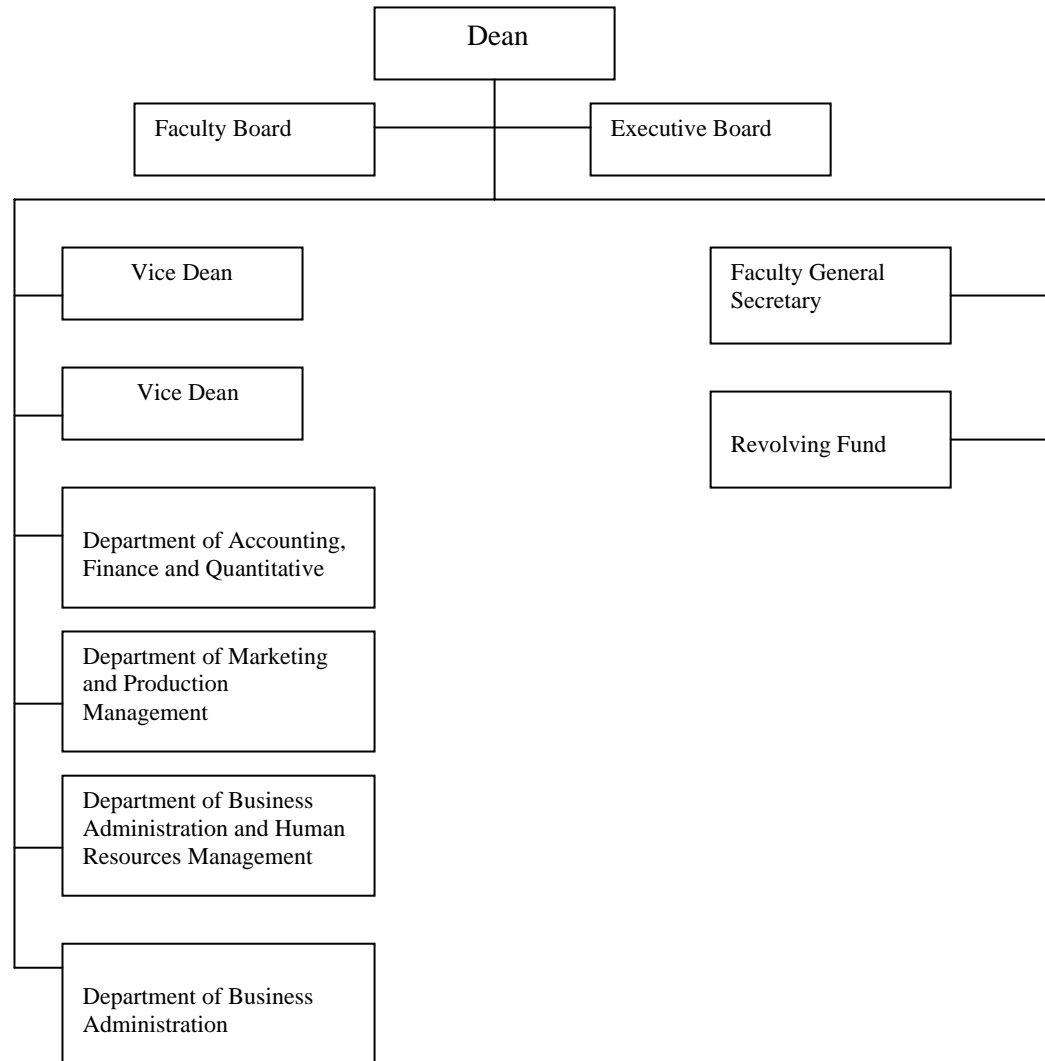 Dean
Faculty Board
Executive Board
Vice Dean
Faculty General
Secretary
Vice Dean
Revolving Fund
Department of Accounting,
Finance and Quantitative
Department of Marketing
and Production
Management
Department of Business
Administration and Human
Resources Management
Department of Business
Administration